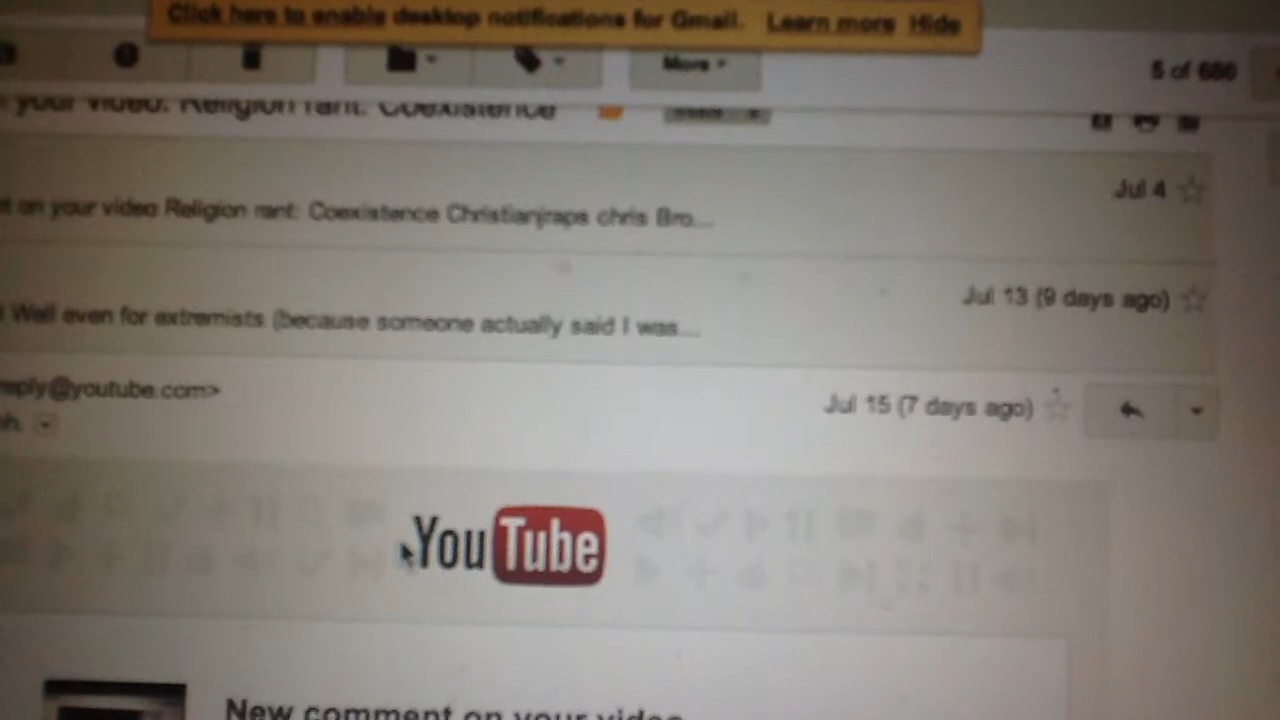 Click here to enable desktop notifications for Gmail. Learn more Hide
More
5 of 680
your video: Religion rant: Coexistence
Jul 4
on your video Religion rant: Coexistence Christianjraps chris Bro...
Jul 13 (9 days ago)
Well even for extremists (because someone actually said I was...
reply@youtube.com>
Jul 15 (7 days ago)
YouTube
New comment on your video